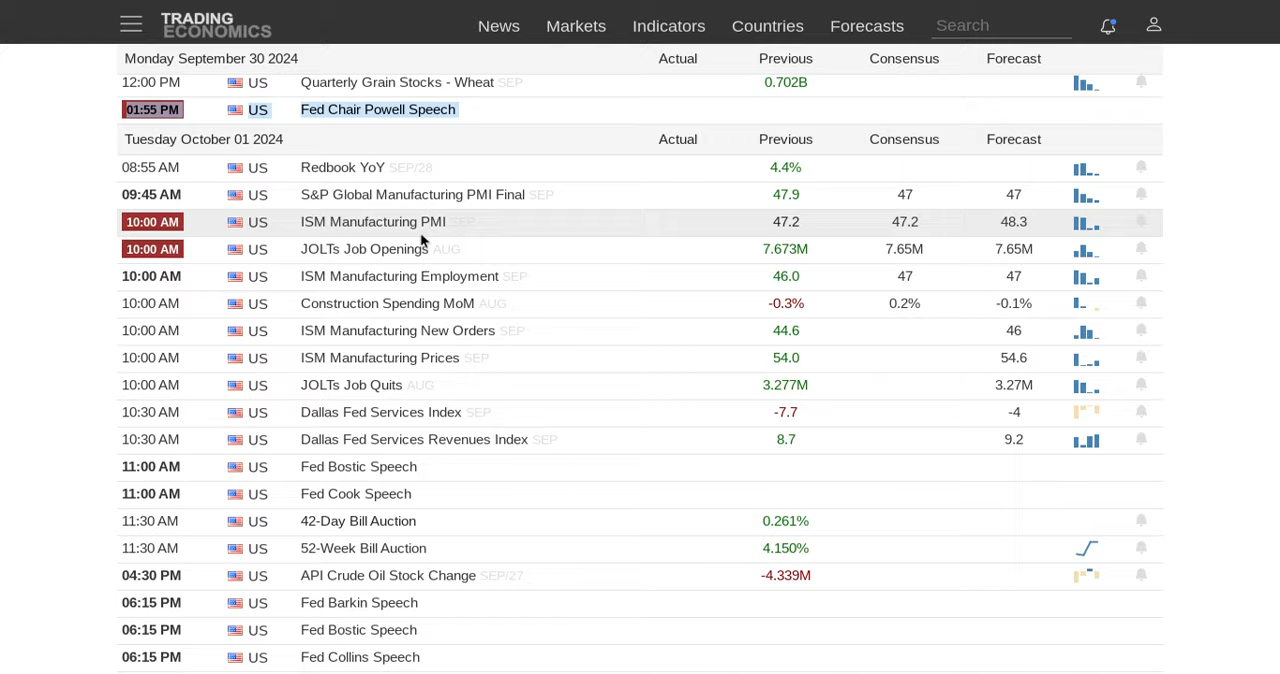 TRADING ECONOMICS News Markets Indicators Countries Forecasts Search
Monday September 30 2024 Actual Previous Consensus Forecast
12:00 PM US Quarterly Grain Stocks - Wheat SEP 0.702B
01:55 PM US Fed Chair Powell Speech
Tuesday October 01 2024 Actual Previous Consensus Forecast
08:55 AM US Redbook YoY SEP/28 4.4%
09:45 AM US S&P Global Manufacturing PMI Final SEP 47.9 47 47
10:00 AM US ISM Manufacturing PMI SEP 47.2 47.2 48.3
10:00 AM US JOLTs Job Openings AUG 7.673M 7.65M 7.65M
10:00 AM US ISM Manufacturing Employment SEP 46.0 47 47
10:00 AM US Construction Spending MoM AUG -0.3% 0.2% -0.1%
10:00 AM US ISM Manufacturing New Orders SEP 44.6 46
10:00 AM US ISM Manufacturing Prices SEP 54.0 54.6
10:00 AM US JOLTs Job Quits AUG 3.277M 3.27M
10:30 AM US Dallas Fed Services Index SEP -7.7 -4
10:30 AM US Dallas Fed Services Revenues Index SEP 8.7 9.2
11:00 AM US Fed Bostic Speech
11:00 AM US Fed Cook Speech
11:30 AM US 42-Day Bill Auction 0.261%
11:30 AM US 52-Week Bill Auction 4.150%
04:30 PM US API Crude Oil Stock Change SEP/27 -4.339M
06:15 PM US Fed Barkin Speech
06:15 PM US Fed Bostic Speech
06:15 PM US Fed Collins Speech